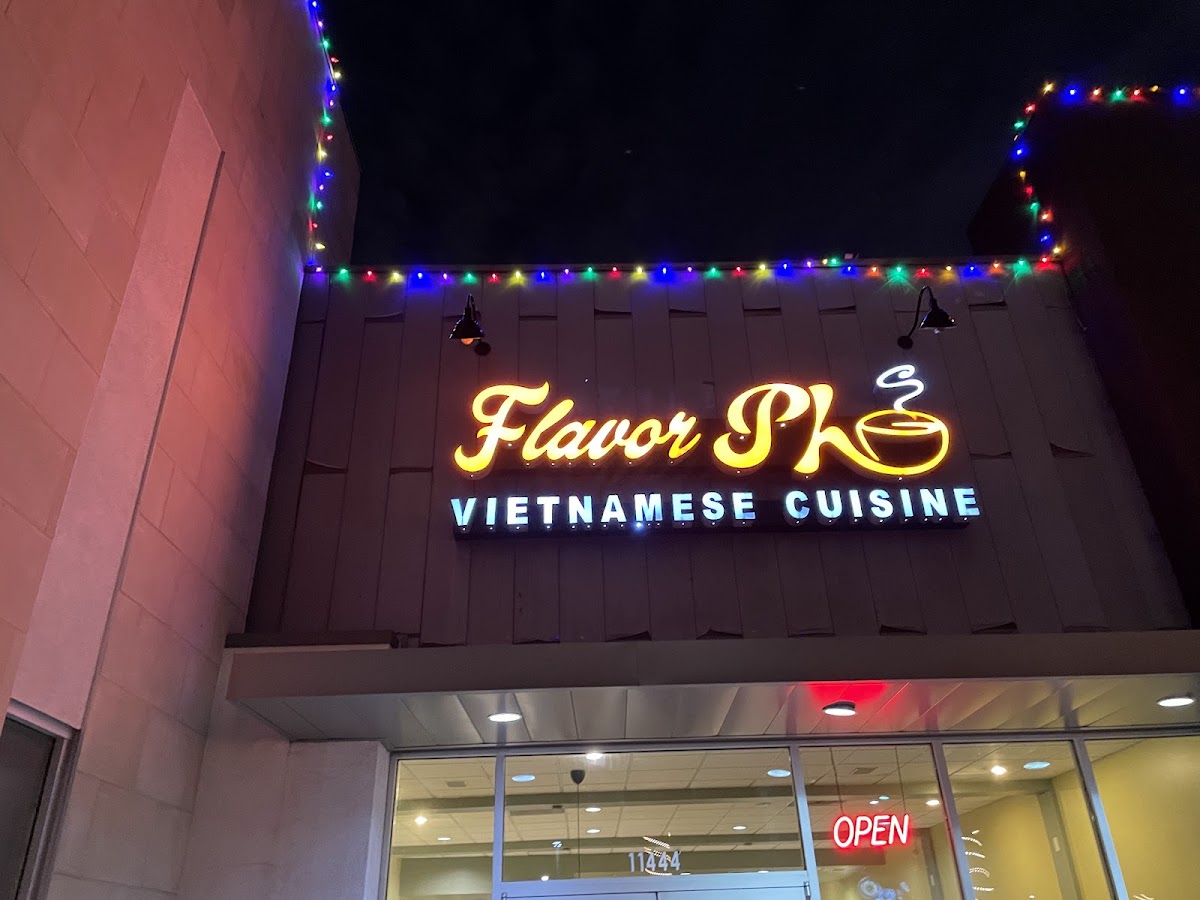 Flavor Pho
VIETNAMESE CUISINE
OPEN
11444